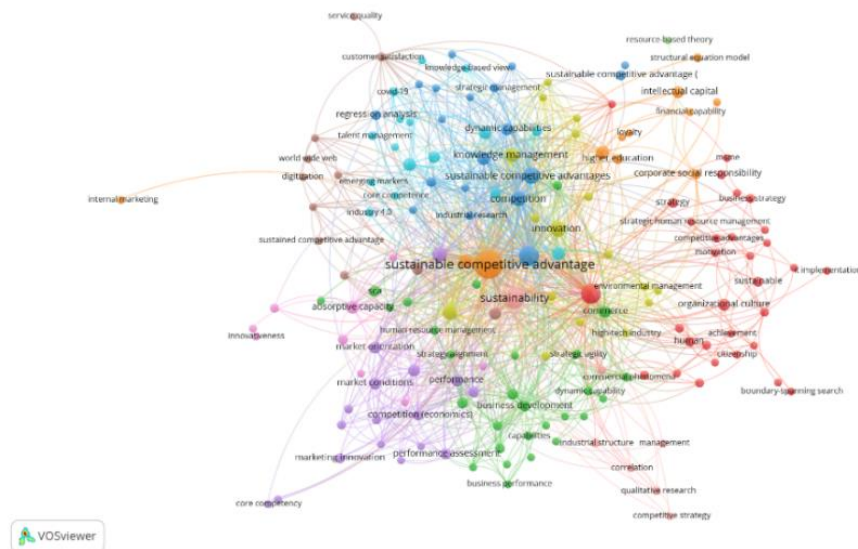 service quality
resource-based theory
customer satisfaction
structural equation model
knowledge based view
sustainable competitive advantage (
covid-19
strategic management
intellectual capital
regression analysis
financial capability
dynamic capabilities
talent management
loyalty
knowledge management
higher education
msme
world wide web
digitization
emerging markets
sustainable competitive advantages
corporate social responsibility
business strategy
core competence
competition
strategy
internal marketing
industry 4.0
industrial research
strategic human resource management
innovation
sustained competitive advantage
competitive advantages
motivation
sustainable competitive advantage
implementation
environmental management
sustainable
sca
sustainability
absorptive capacity
commerce
organizational culture
human resource management
high-tech industry
achievement
innovativeness
market orientation
human
strategic alignment
strategic agility
citizenship
market conditions
performance
commercial phenomena
boundary-spanning search
dynamic capability
competition (economics)
business development
capabilities
industrial structure
management
marketing innovation
performance assessment
correlation
business performance
qualitative research
core competency
competitive strategy
VOSviewer